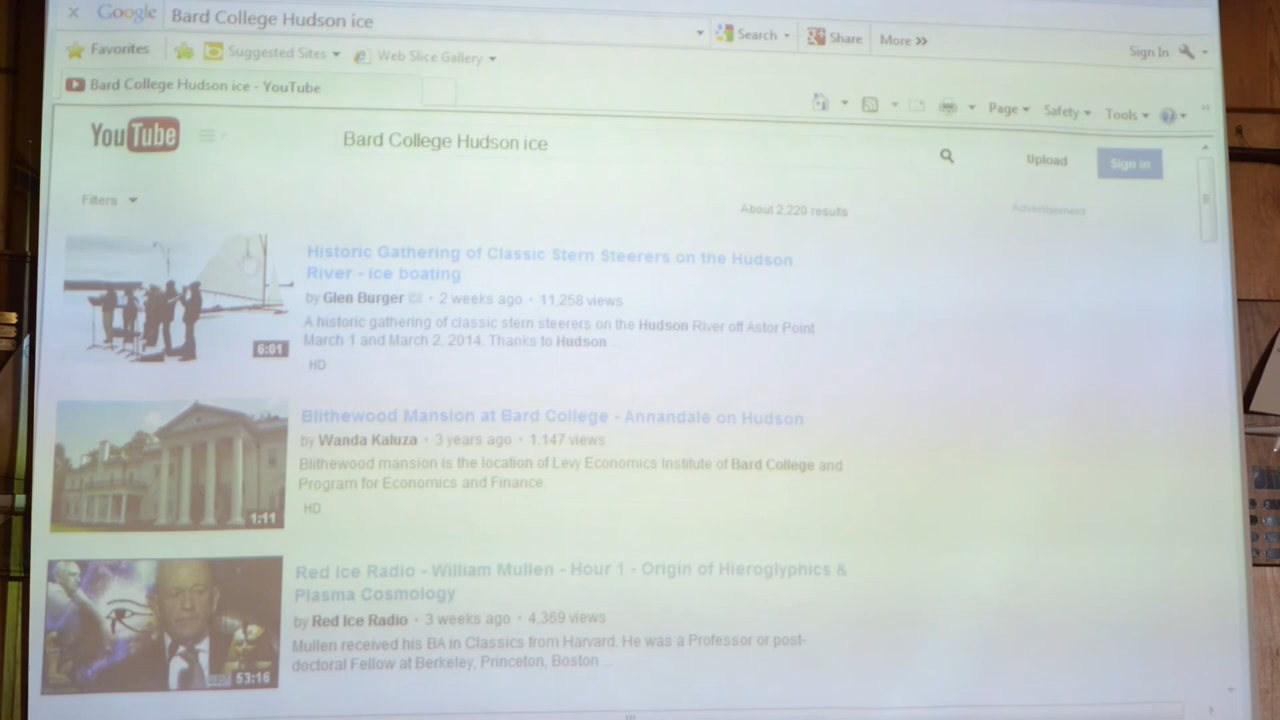 Google Bard College Hudson ice Search Share More »
Favorites Suggested Sites Web Slice Gallery Sign In
Bard College Hudson ice - YouTube
Page Safety Tools
YouTube Bard College Hudson ice Upload Sign in
Filters About 2,220 results Advertisement
Historic Gathering of Classic Stern Steerers on the Hudson
River - ice boating
by Glen Burger · 2 weeks ago · 11,258 views
A historic gathering of classic stern steerers on the Hudson River off Astor Point
March 1 and March 2, 2014. Thanks to Hudson ...
6:01
HD
Blithewood Mansion at Bard College - Annandale on Hudson
by Wanda Kaluza · 3 years ago · 1,147 views
Blithewood mansion is the location of Levy Economics Institute of Bard College and
Program for Economics and Finance.
HD
1:11
Red Ice Radio - William Mullen - Hour 1 - Origin of Hieroglyphics &
Plasma Cosmology
by Red Ice Radio · 3 weeks ago · 4,369 views
Mullen received his BA in Classics from Harvard. He was a Professor or post-
doctoral Fellow at Berkeley, Princeton, Boston ...
53:16